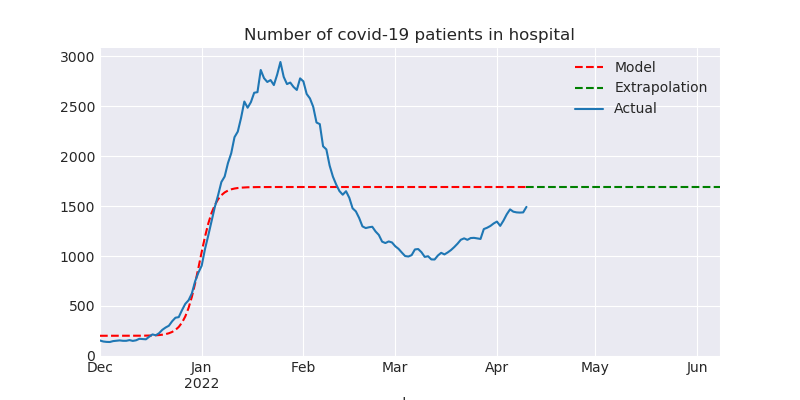 Number of covid-19 patients in hospital
3000
2500
2000
1500
1000
500
0
Model
Extrapolation
Actual
Dec
Jan
Feb
Mar
Apr
May
Jun
2022